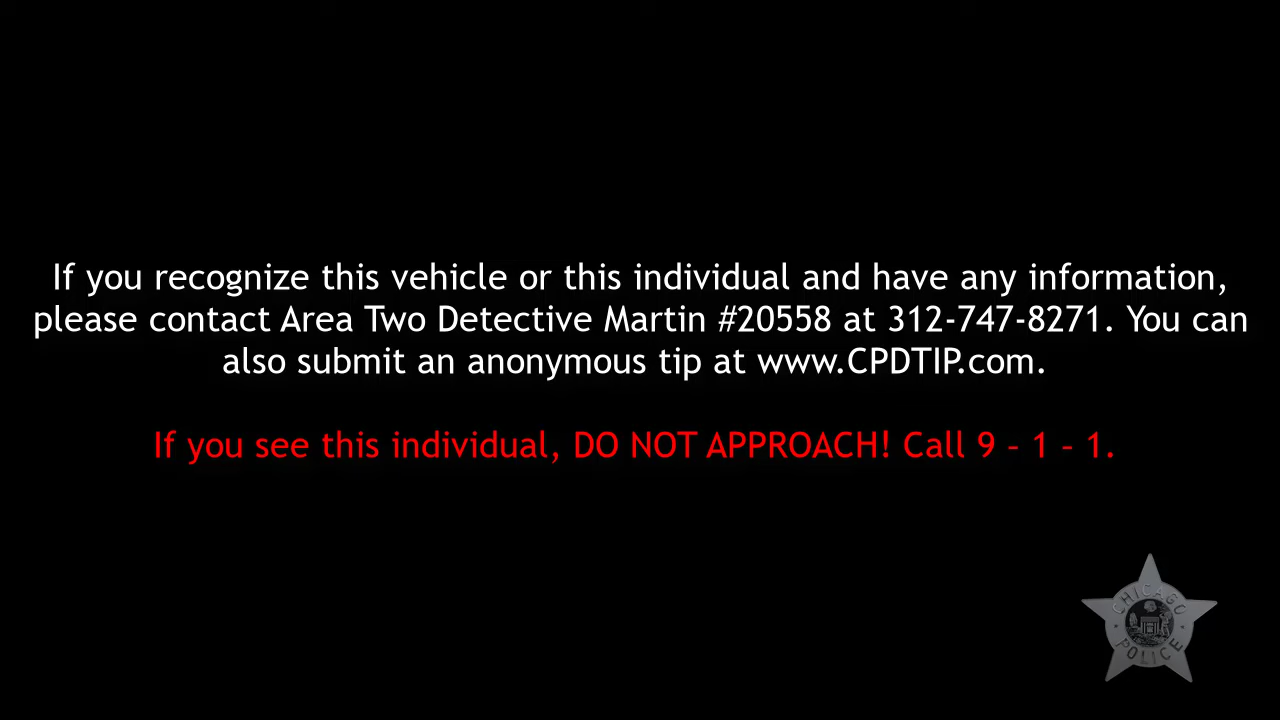 If you recognize this vehicle or this individual and have any information,
please contact Area Two Detective Martin #20558 at 312-747-8271. You can
also submit an anonymous tip at www.CPDTIP.com.
If you see this individual, DO NOT APPROACH! Call 9 – 1 – 1.
CHICAGO
POLICE